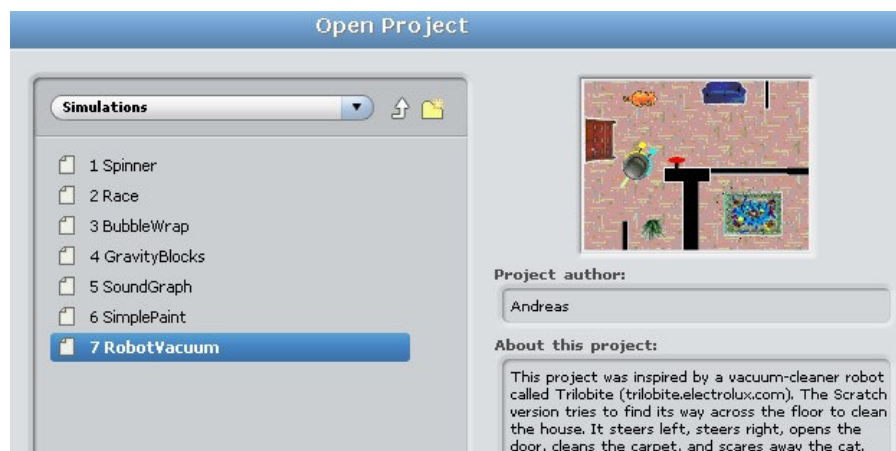 Open Project
Simulations
1 Spinner
2 Race
3 BubbleWrap
4 GravityBlocks
5 SoundGraph
6 SimplePaint
7 RobotVacuum
Project author:
Andreas
About this project:
This project was inspired by a vacuum-cleaner robot
called Trilobite (trilobite.electrolux.com). The Scratch
version tries to find its way across the floor to clean
the house. It steers left, steers right, opens the
door, cleans the carpet, and scares away the cat.